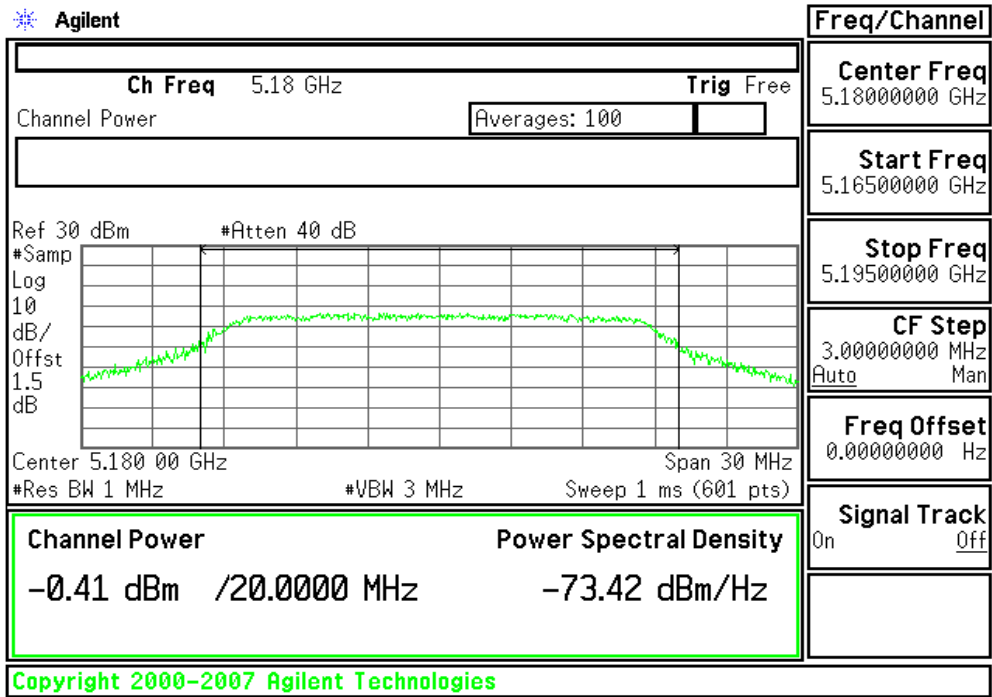 Agilent
Freq/Channel
Ch Freq 5.18 GHz Trig Free
Channel Power Averages: 100
Ref 30 dBm #Atten 40 dB
#Samp
Log
10
dB/
Offst
1.5
dB
Center 5.180 00 GHz Span 30 MHz
#Res BW 1 MHz #VBW 3 MHz Sweep 1 ms (601 pts)
Channel Power Power Spectral Density
-0.41 dBm /20.0000 MHz -73.42 dBm/Hz
Center Freq
5.18000000 GHz
Start Freq
5.16500000 GHz
Stop Freq
5.19500000 GHz
CF Step
3.00000000 MHz
Auto Man
Freq Offset
0.00000000 Hz
Signal Track
On Off
Copyright 2000-2007 Agilent Technologies